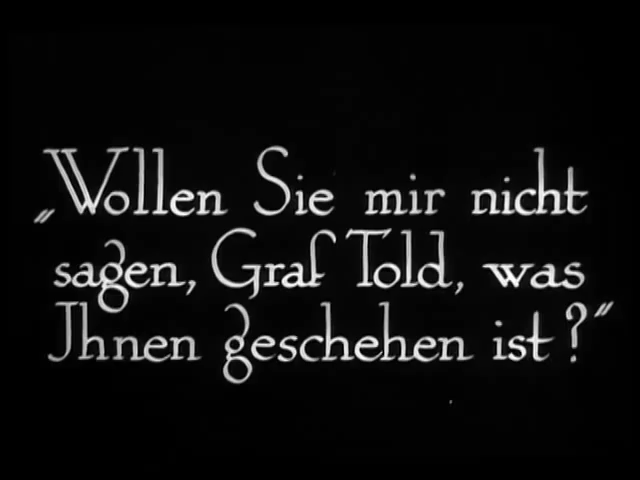 „Wollen Sie mir nicht
sagen, Graf Told, was
Jhnen geschehen ist?”